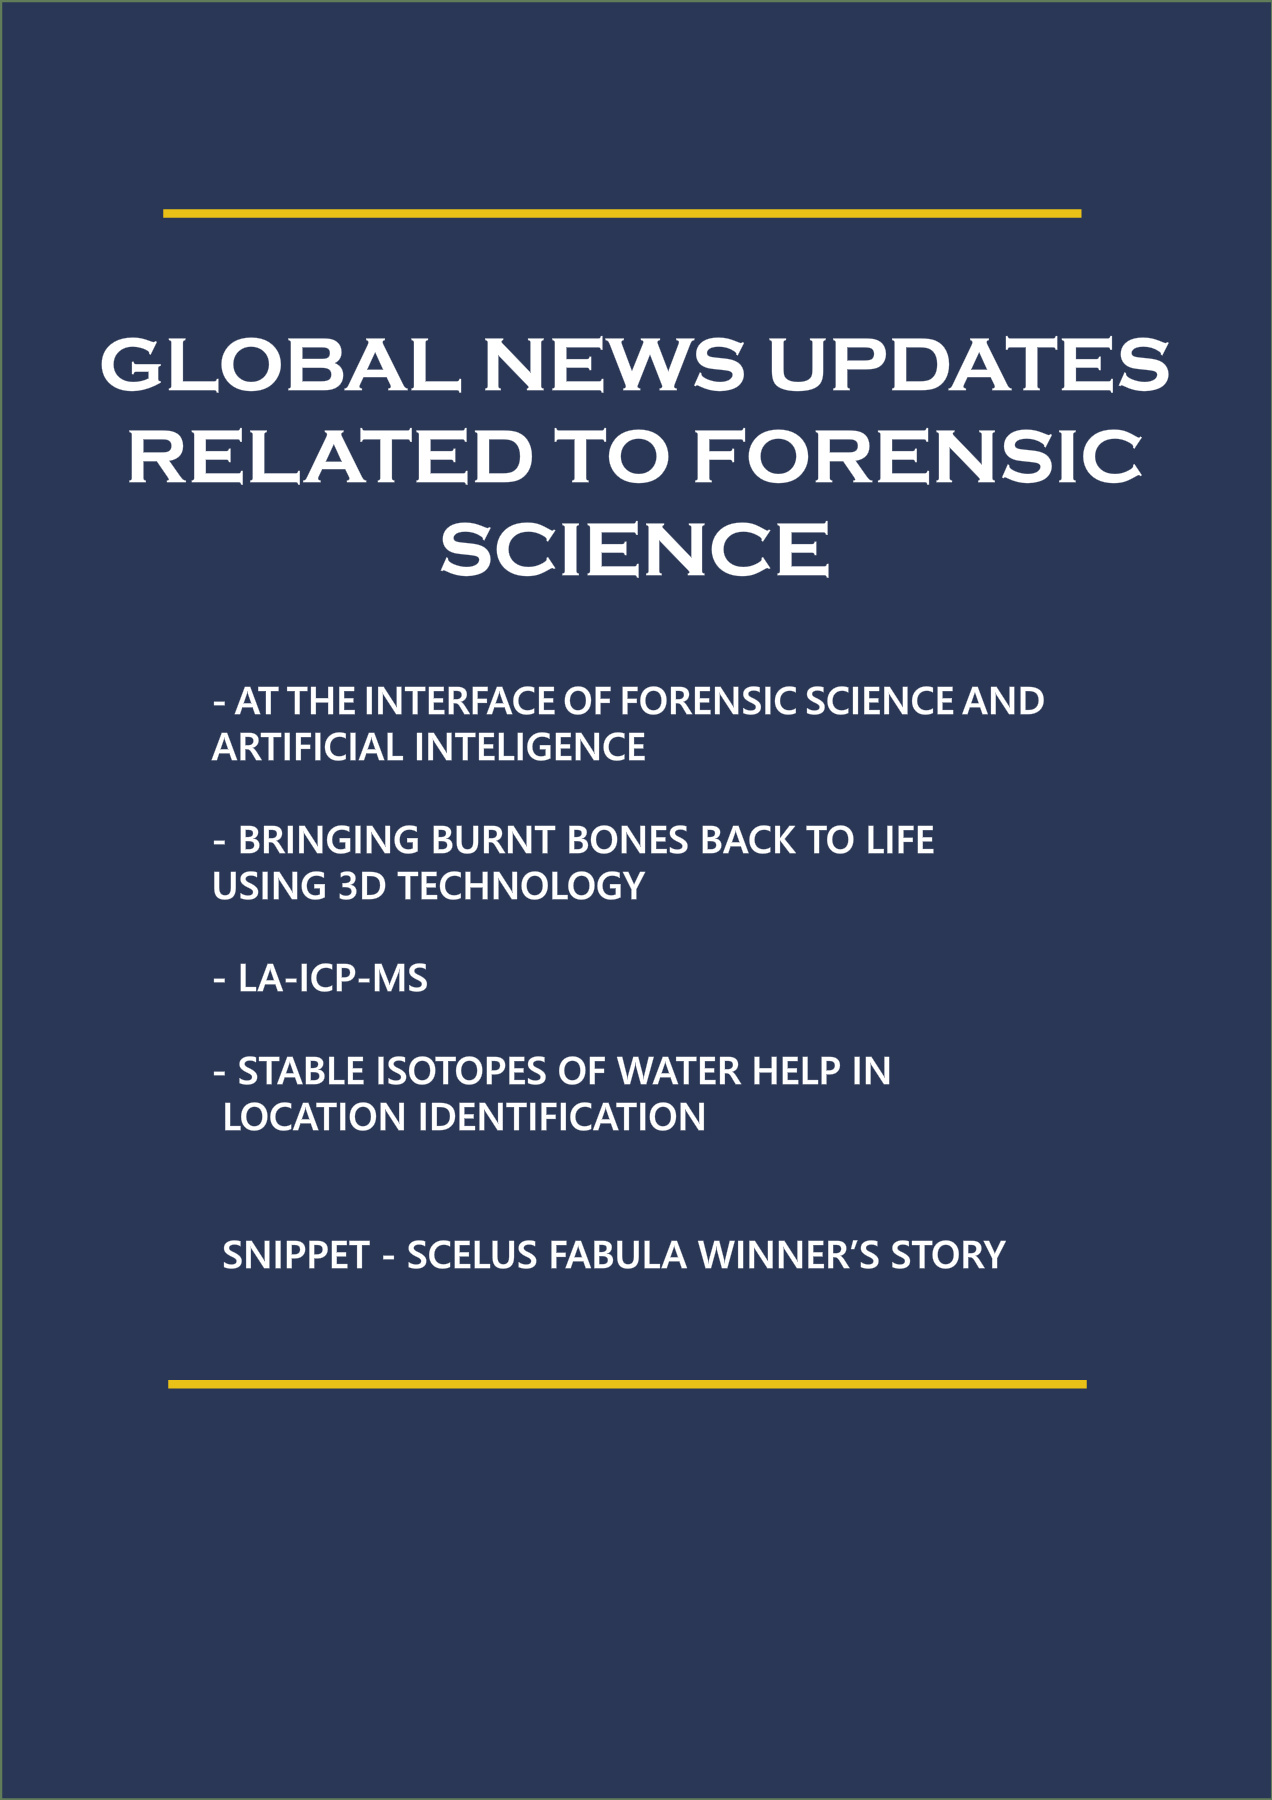 GLOBAL NEWS UPDATES
RELATED TO FORENSIC
SCIENCE
- AT THE INTERFACE OF FORENSIC SCIENCE AND
ARTIFICIAL INTELIGENCE
- BRINGING BURNT BONES BACK TO LIFE
USING 3D TECHNOLOGY
- LA-ICP-MS
- STABLE ISOTOPES OF WATER HELP IN
LOCATION IDENTIFICATION
SNIPPET - SCELUS FABULA WINNER’S STORY